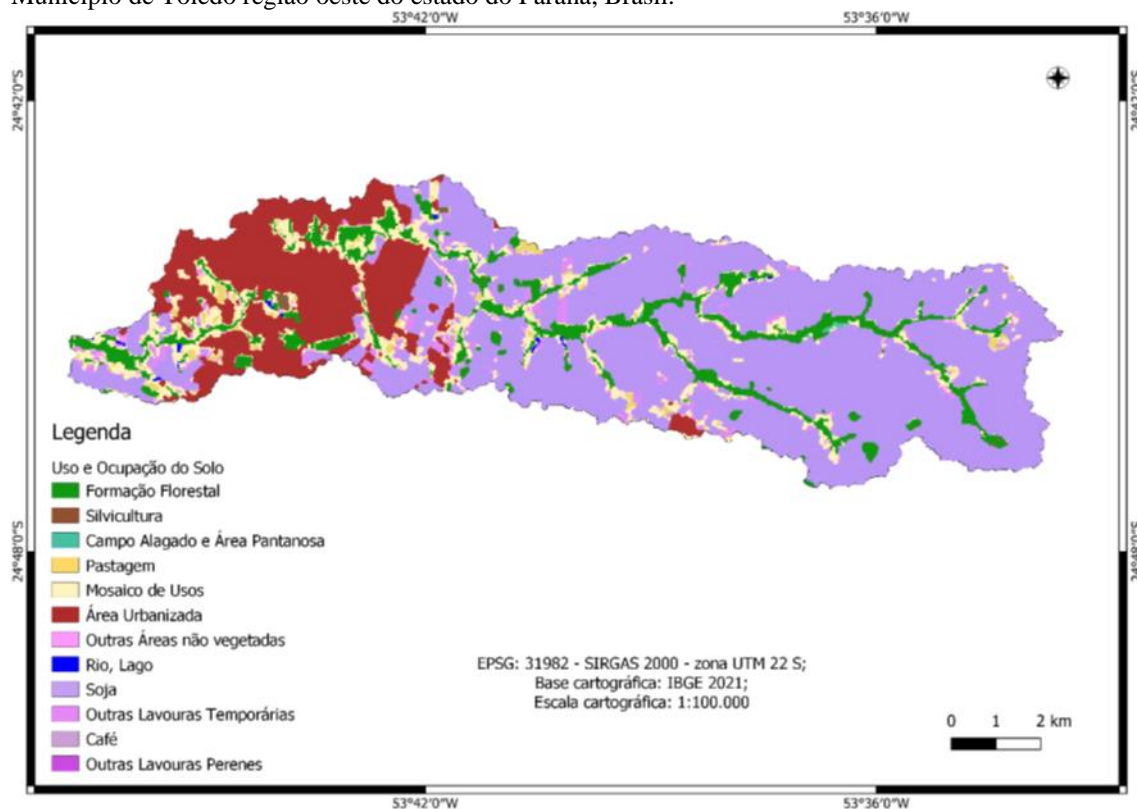 Município de Toledo região oeste do estado do Paraná, Brasil.
53°42'0"W 53°36'0"W
24°42'0"S 24°42'0"S
Legenda
Uso e Ocupação do Solo
Formação Florestal
Silvicultura
Campo Alagado e Área Pantanosa
Pastagem
Mosaico de Usos
Área Urbanizada
Outras Áreas não vegetadas
Rio, Lago
Soja
Outras Lavouras Temporárias
Café
Outras Lavouras Perenes
24°48'0"S 24°48'0"S
EPSG: 31982 - SIRGAS 2000 - zona UTM 22 S;
Base cartográfica: IBGE 2021;
Escala cartográfica: 1:100.000
0 1 2 km
53°42'0"W 53°36'0"W